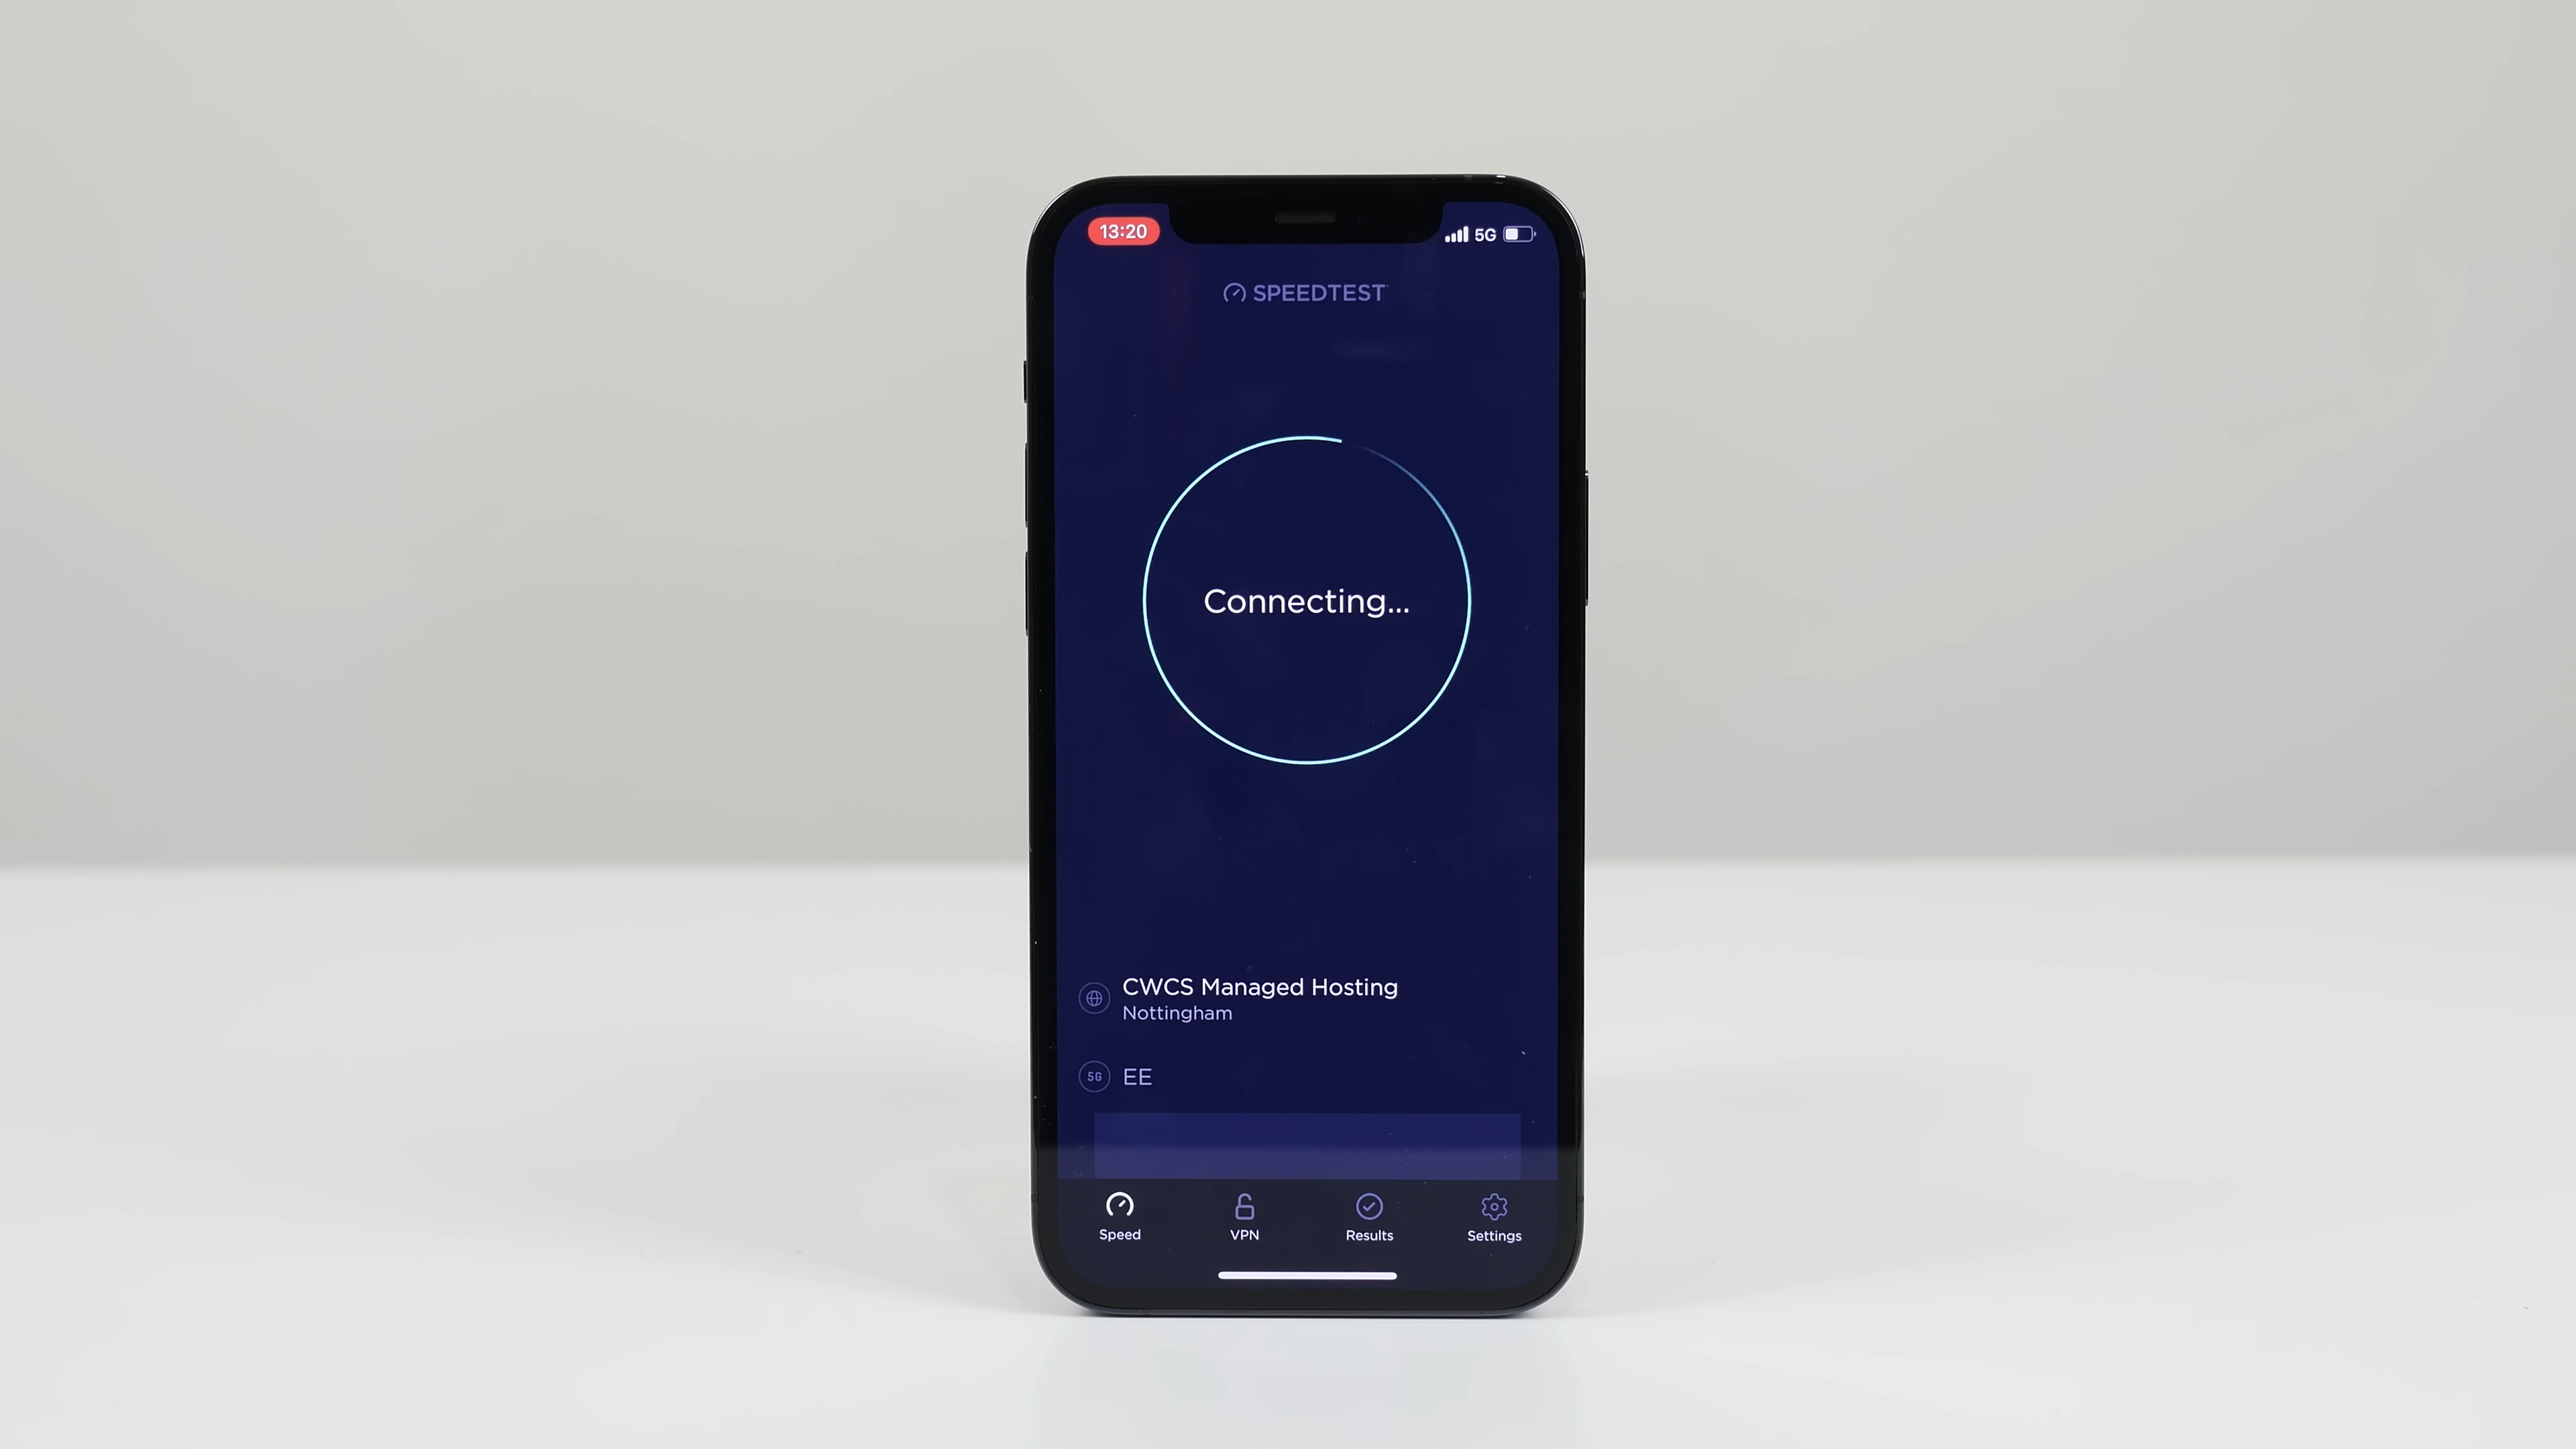 13:20
5G
SPEEDTEST
Connecting...
CWCS Managed Hosting
Nottingham
5G
EE
Speed
VPN
Results
Settings